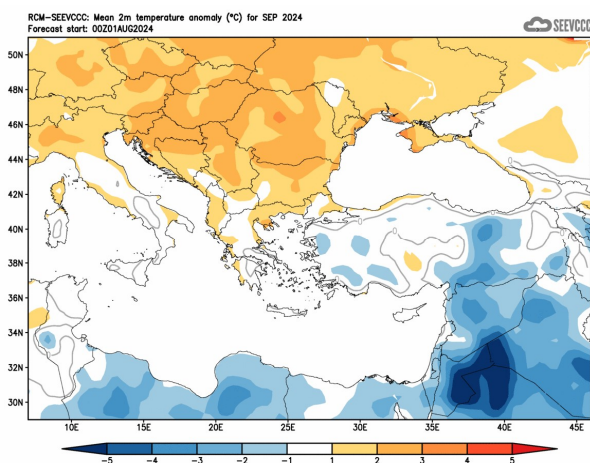 RCM-SEEVCCC: Mean 2m temperature anomaly (°C) for SEP 2024
Forecast start: 00Z01AUG2024
SEEVCCC
50N
48N
46N
44N
42N
40N
38N
36N
34N
32N
30N
10E 15E 20E 25E 30E 35E 40E 45E
-5 -4 -3 -2 -1 1 2 3 4 5